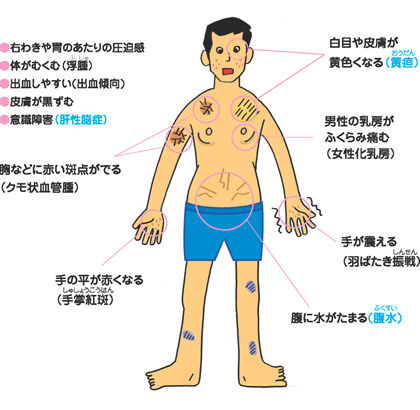 ●右わきや胃のあたりの圧迫感
●体がむくむ(浮腫)
●出血しやすい(出血傾向)
●皮膚が黒ずむ
●意識障害(肝性脳症)
白目や皮膚が
黄色くなる(黄疸)
おうだん
男性の乳房が
ふくらみ痛む
(女性化乳房)
胸などに赤い斑点がでる
(クモ状血管腫)
手の平が赤くなる
しゅしょうこうはん
(手掌紅斑)
手が震える
しんせん
(羽ばたき振戦)
ふくすい
腹に水がたまる(腹水)